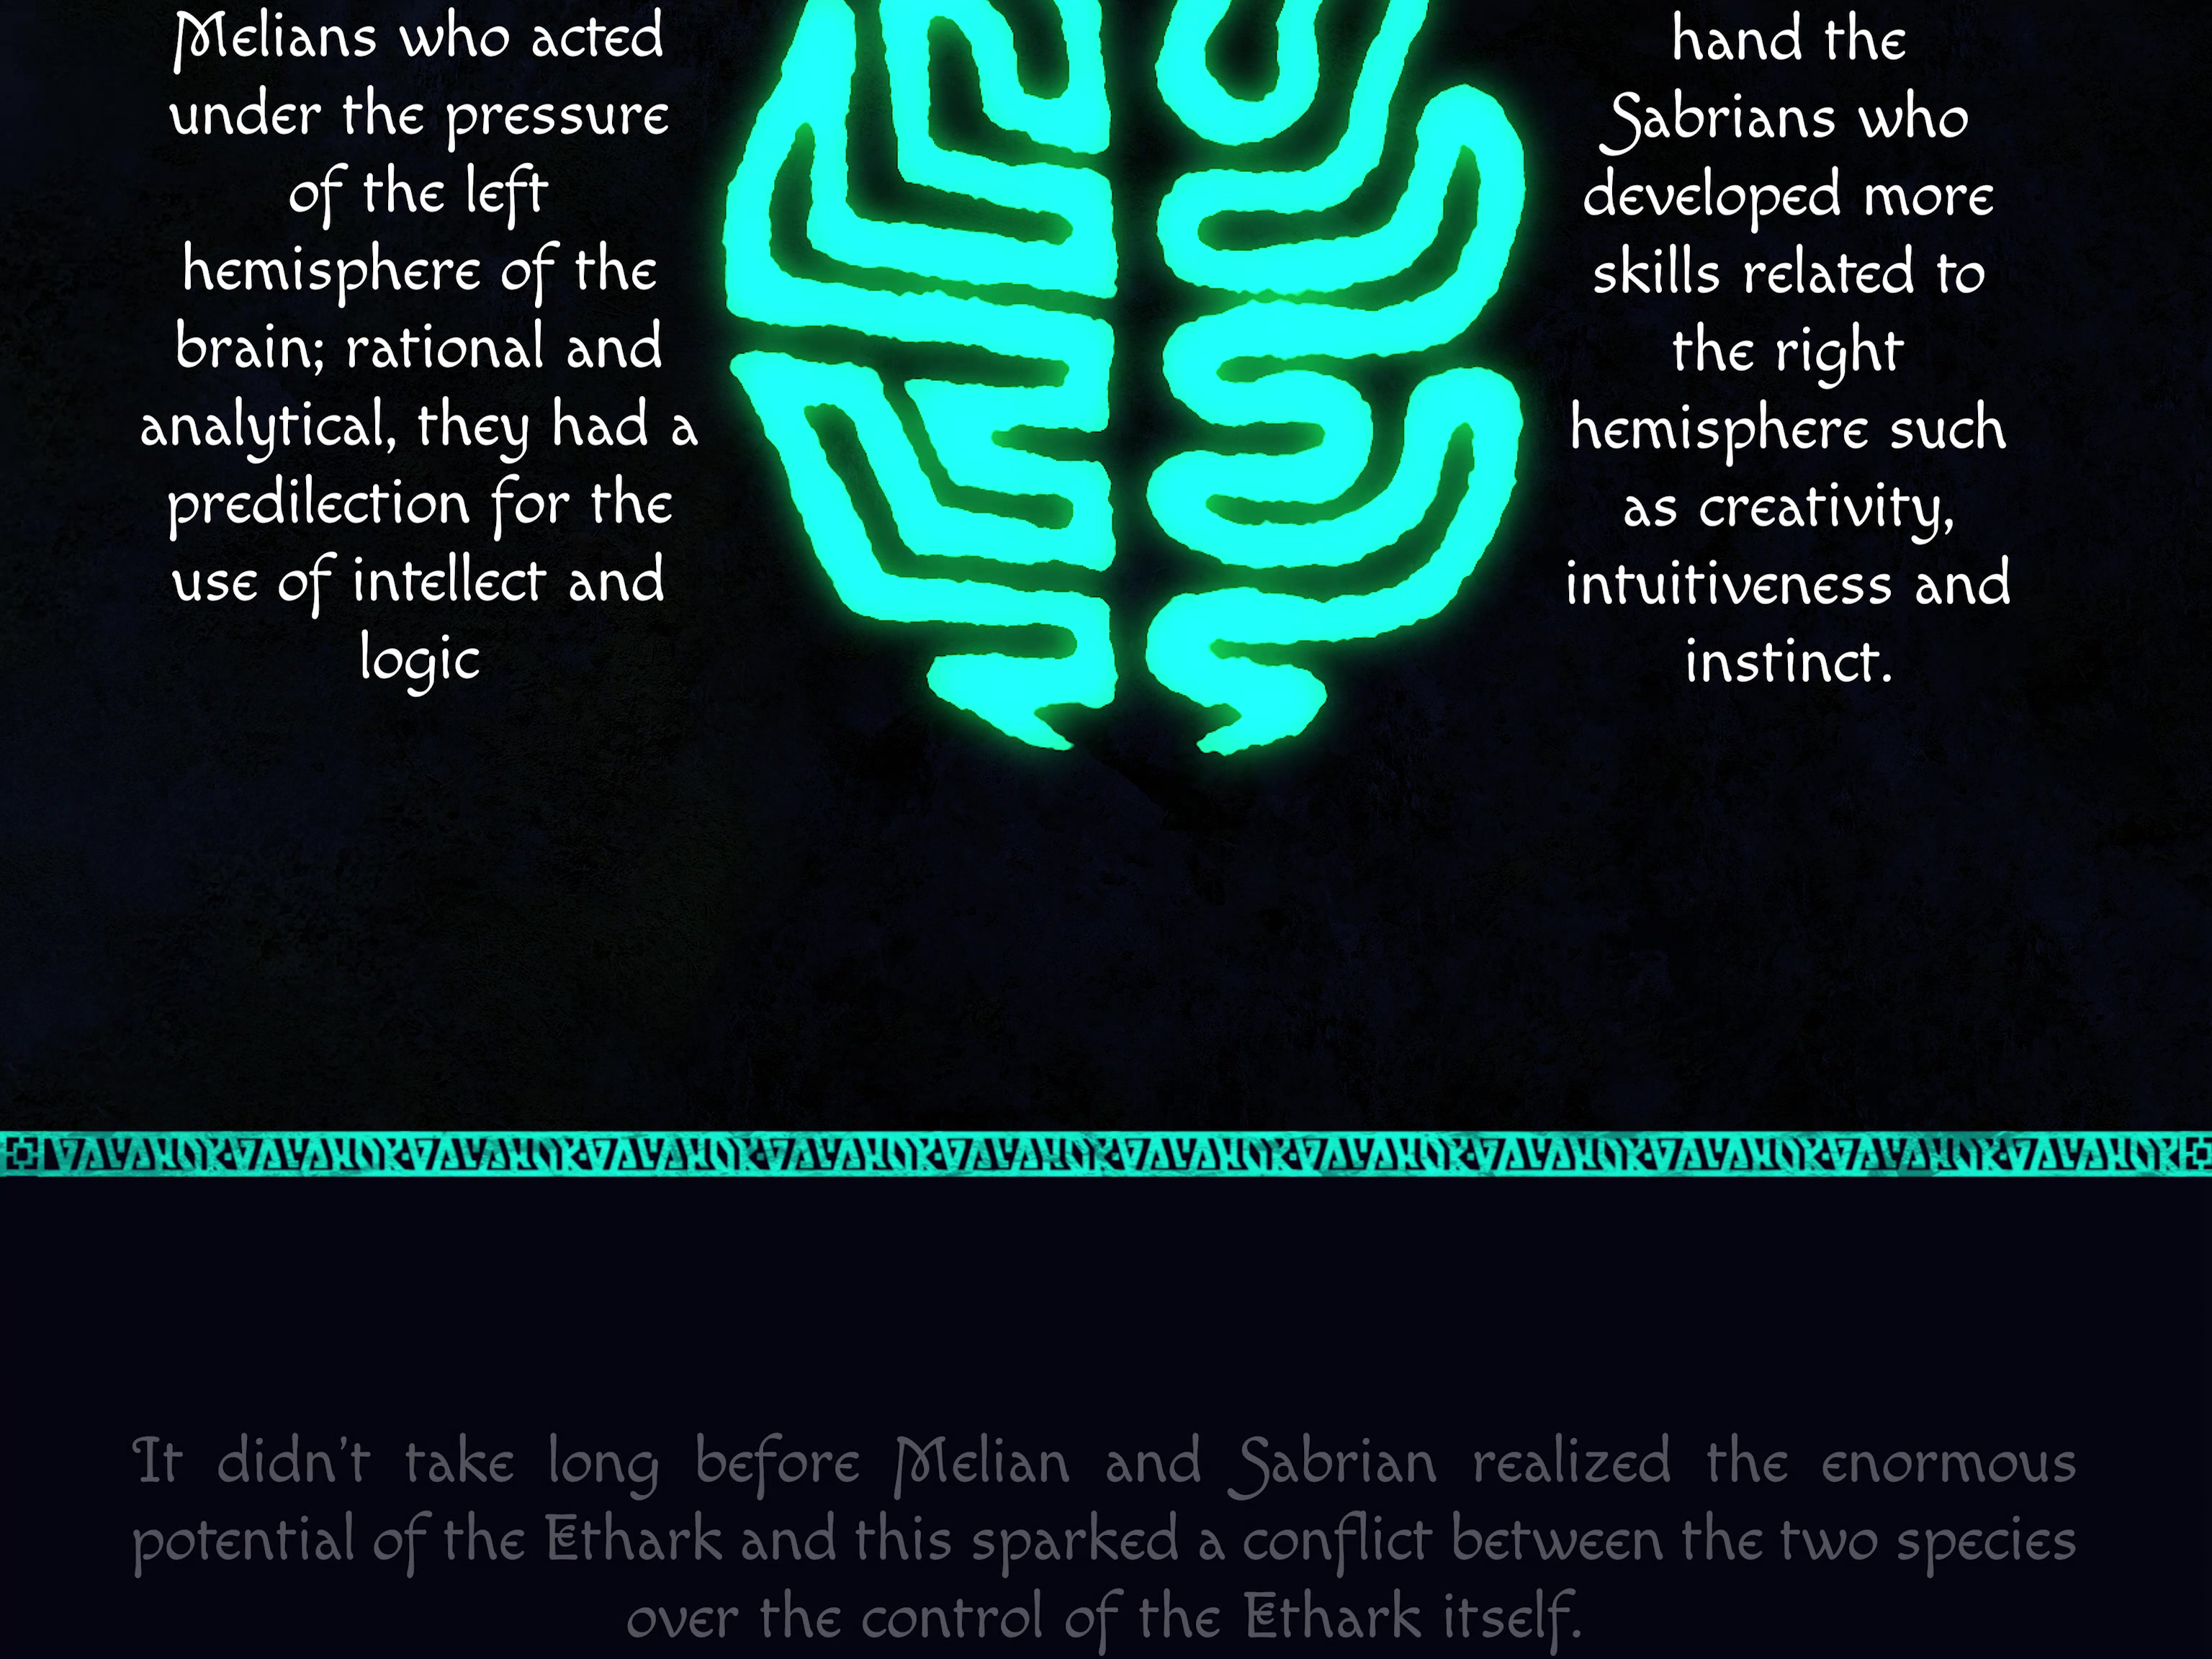 Melians who acted
under the pressure
of the left
hemisphere of the
brain; rational and
analytical, they had a
predilection for the
use of intellect and
logic
hand the
Sabrians who
developed more
skills related to
the right
hemisphere such
as creativity,
intuitiveness and
instinct.
It didn't take long before Melian and Sabrian realized the enormous
potential of the Ethark and this sparked a conflict between the two species
over the control of the Ethark itself.